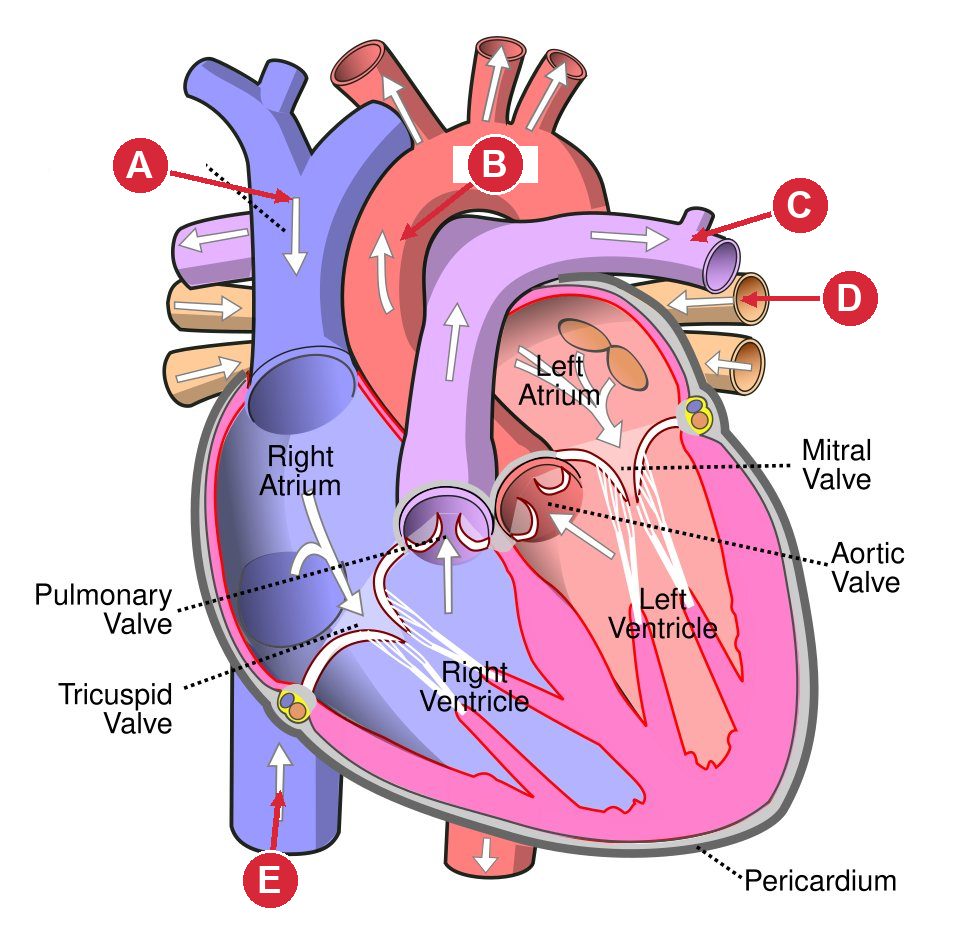 A
B
C
D
Left
Atrium
Right
Atrium
Mitral
Valve
Aortic
Valve
Pulmonary
Valve
Left
Ventricle
Right
Ventricle
Tricuspid
Valve
E
Pericardium